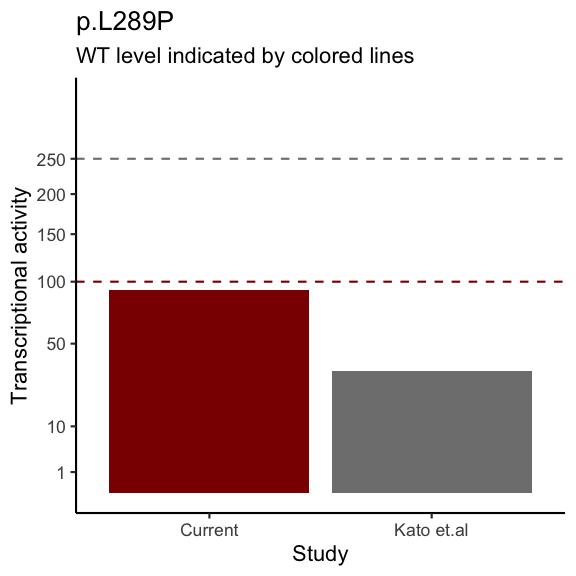 p.L289P
WT level indicated by colored lines
Transcriptional activity
250
200
150
100
50
10
1
Current
Kato et.al
Study